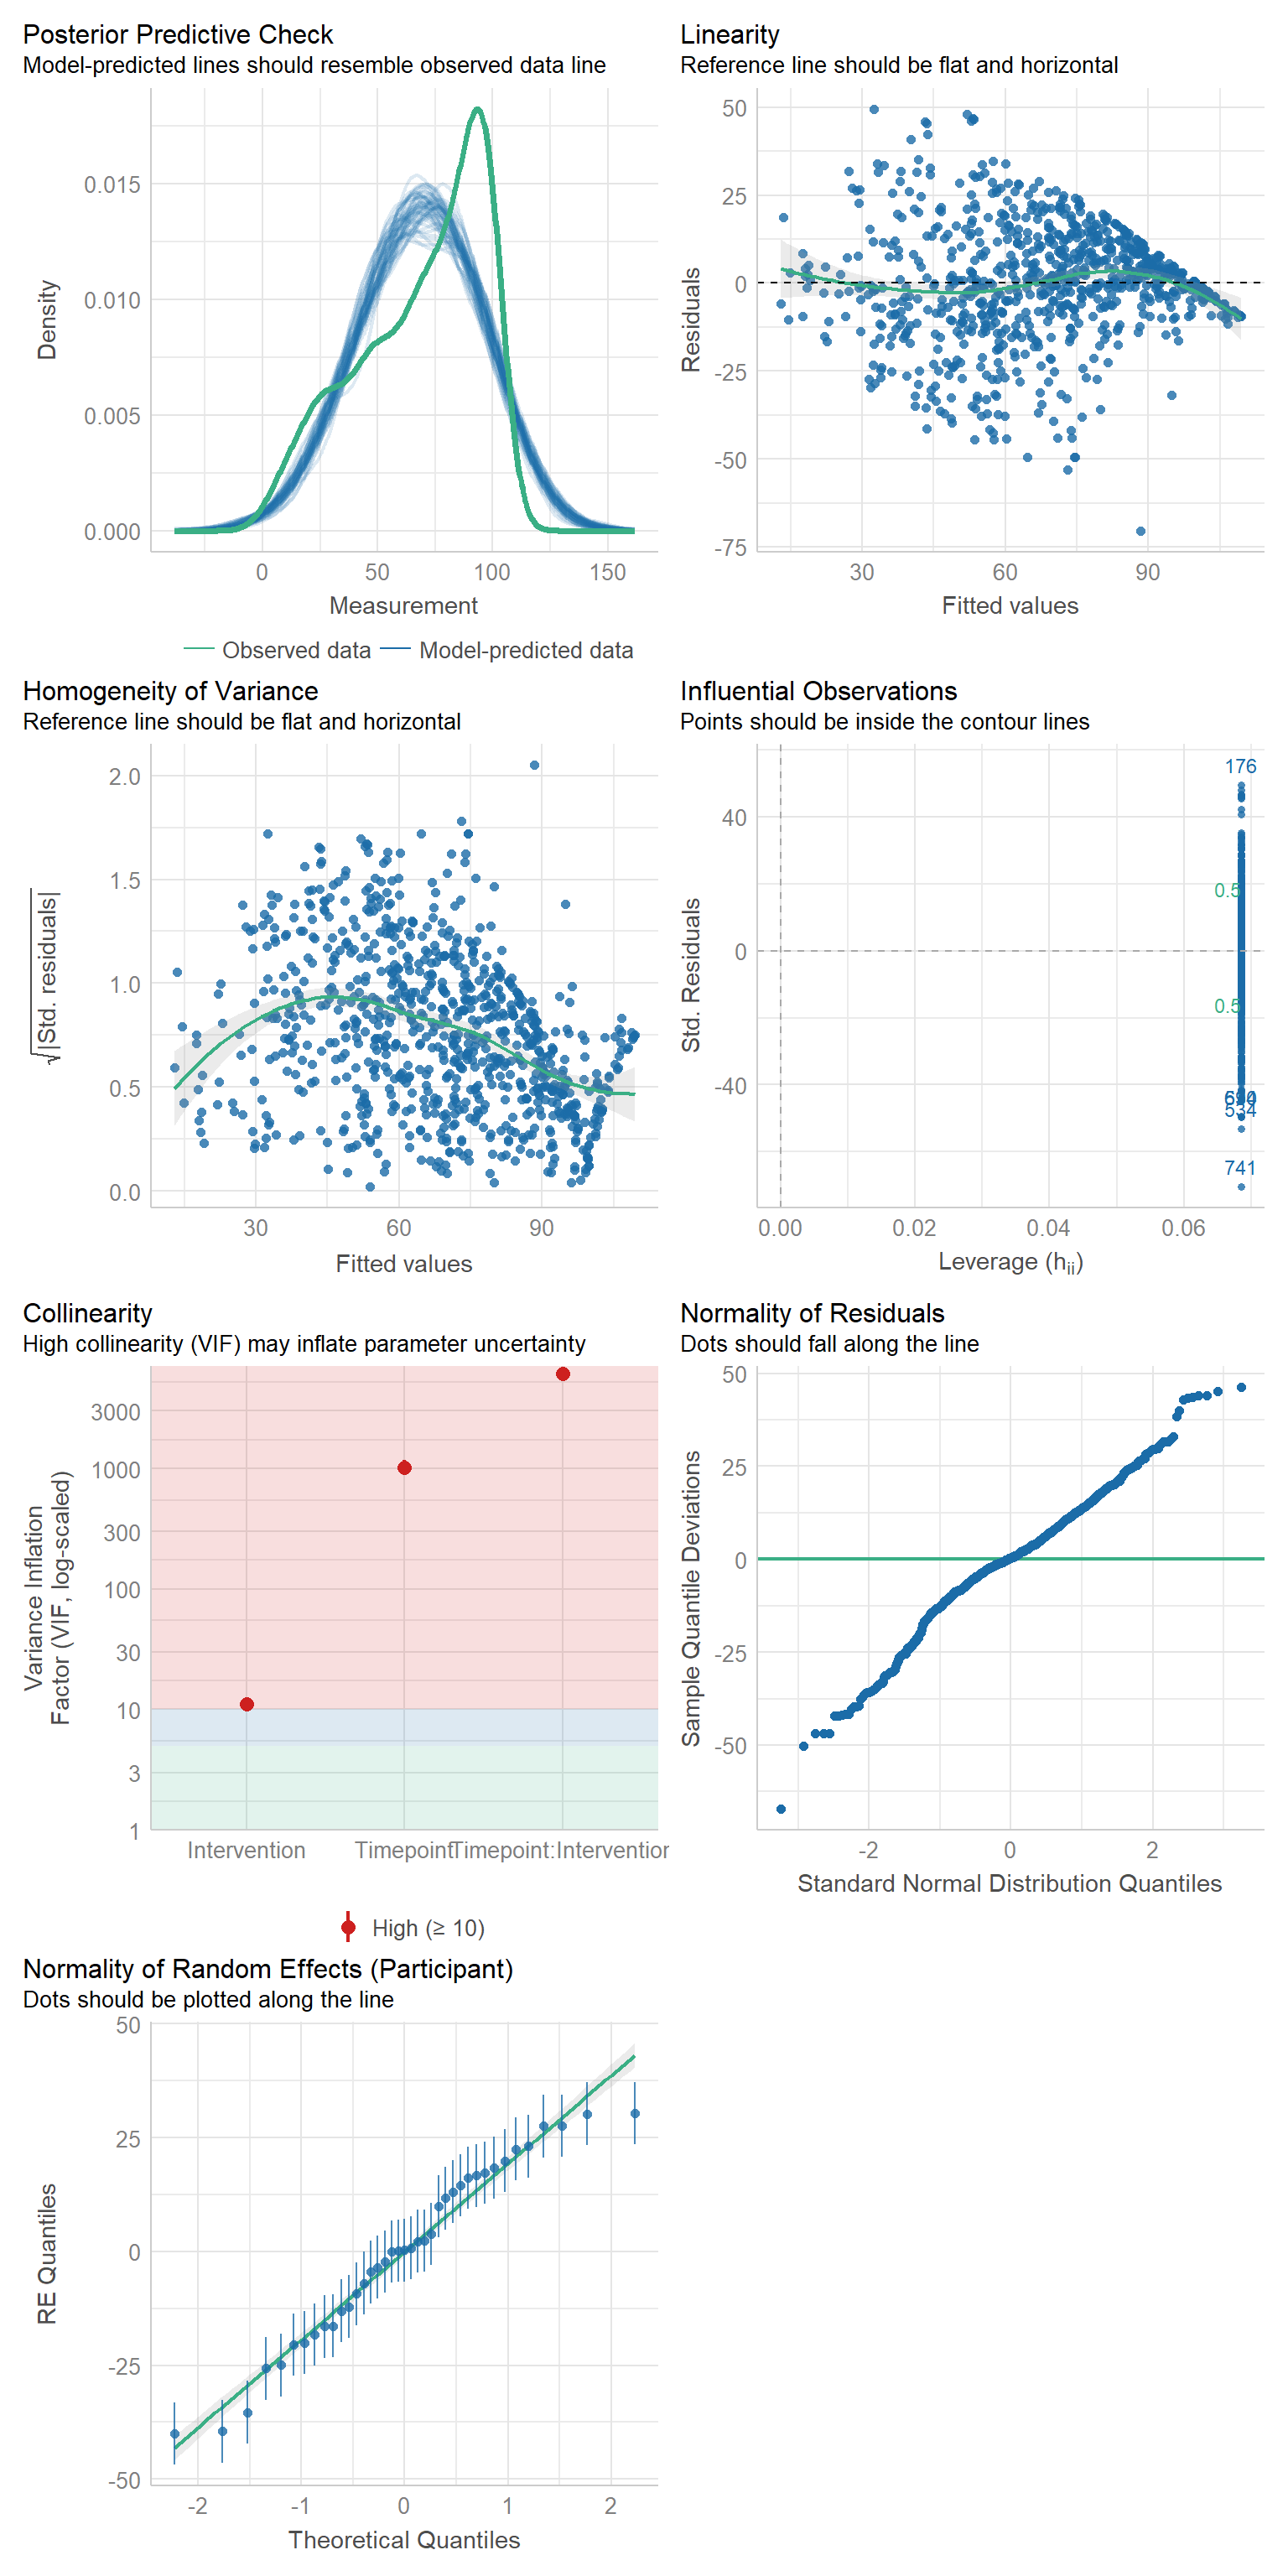 Posterior Predictive Check
Model-predicted lines should resemble observed data line
Density
0.015
0.010
0.005
0.000
0
50
100
150
Measurement
Observed data
Model-predicted data
Linearity
Reference line should be flat and horizontal
Residuals
50
25
0
-25
-50
-75
30
60
90
Fitted values
Homogeneity of Variance
Reference line should be flat and horizontal
√|Std. residuals|
2.0
1.5
1.0
0.5
0.0
30
60
90
Fitted values
Influential Observations
Points should be inside the contour lines
Std. Residuals
40
0
-40
176
0.5
0.5
534
741
0.00
0.02
0.04
0.06
Leverage (hii)
Collinearity
High collinearity (VIF) may inflate parameter uncertainty
Variance Inflation
Factor (VIF, log-scaled)
3000
1000
300
100
30
10
3
1
Intervention
Timepoint
Timepoint:Intervention
High (≥ 10)
Normality of Residuals
Dots should fall along the line
Sample Quantile Deviations
50
25
0
-25
-50
-2
0
2
Standard Normal Distribution Quantiles
Normality of Random Effects (Participant)
Dots should be plotted along the line
RE Quantiles
50
25
0
-25
-50
-2
-1
0
1
2
Theoretical Quantiles